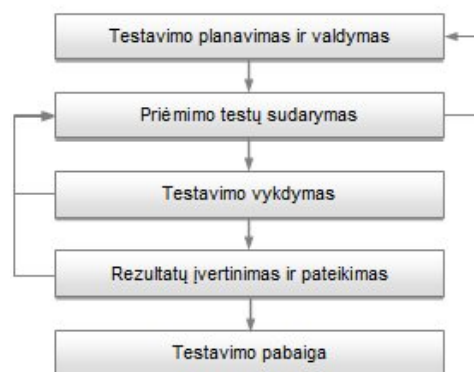 Testavimo planavimas ir valdymas
Priėmimo testų sudarymas
Testavimo vykdymas
Rezultatų įvertinimas ir pateikimas
Testavimo pabaiga